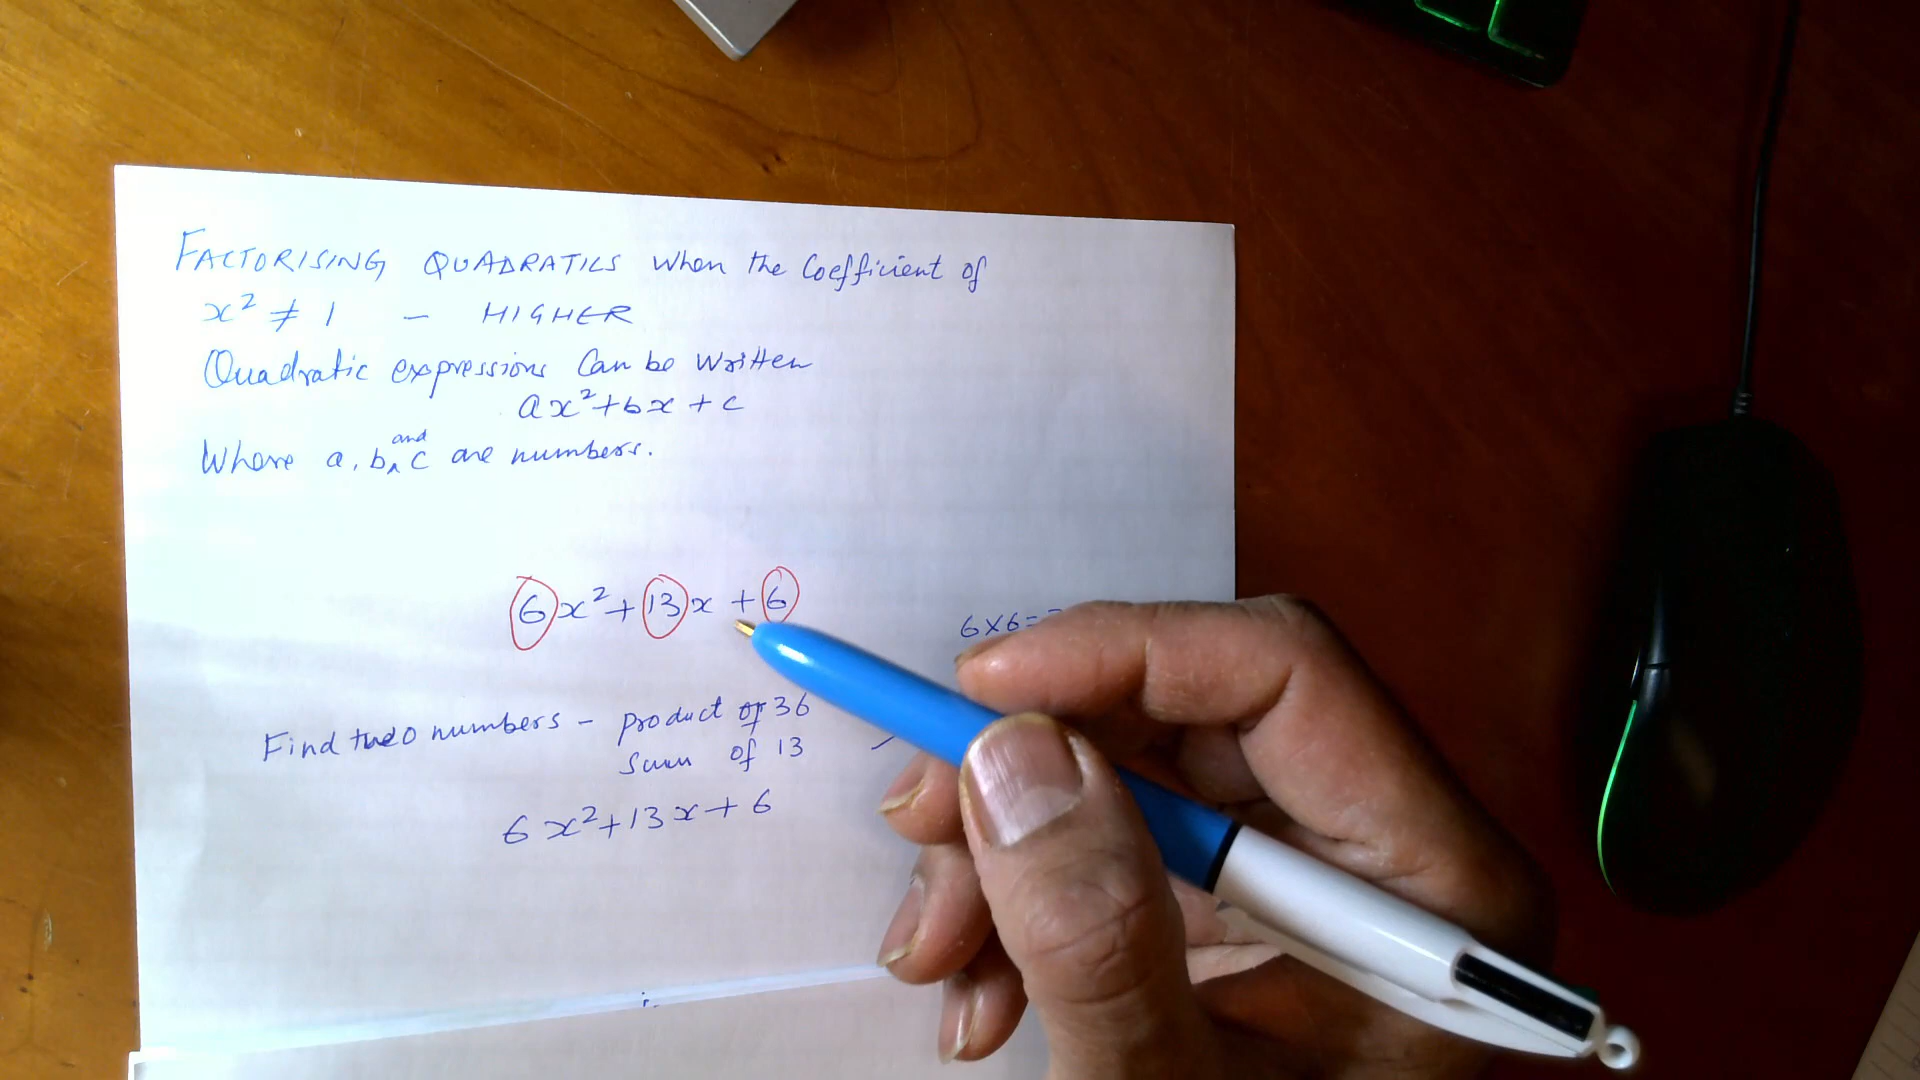 FACTORISING QUADRATICS When the Coefficient of
x² ≠ 1 – HIGHER
Quadratic expressions Can be Written
ax²+bx+c
Where a, b and c are numbers.
6x²+13x+6
6×6=
Find two numbers – product of 36
Sum of 13
6x²+13x+6